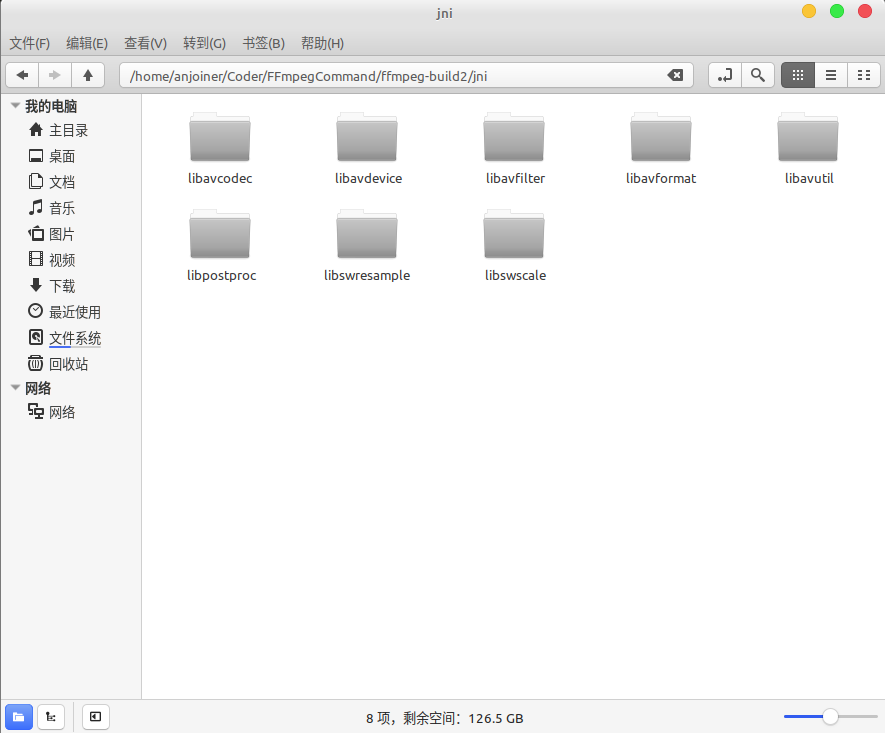 jni
文件(F) 编辑(E) 查看(V) 转到(G) 书签(B) 帮助(H)
/home/anjoiner/Coder/FFmpegCommand/ffmpeg-build2/jni
我的电脑
主目录
桌面
文档
音乐
图片
视频
下载
最近使用
文件系统
回收站
网络
网络
libavcodec libavdevice libavfilter libavformat libavutil
libpostproc libswresample libswscale
8 项，剩余空间：126.5 GB